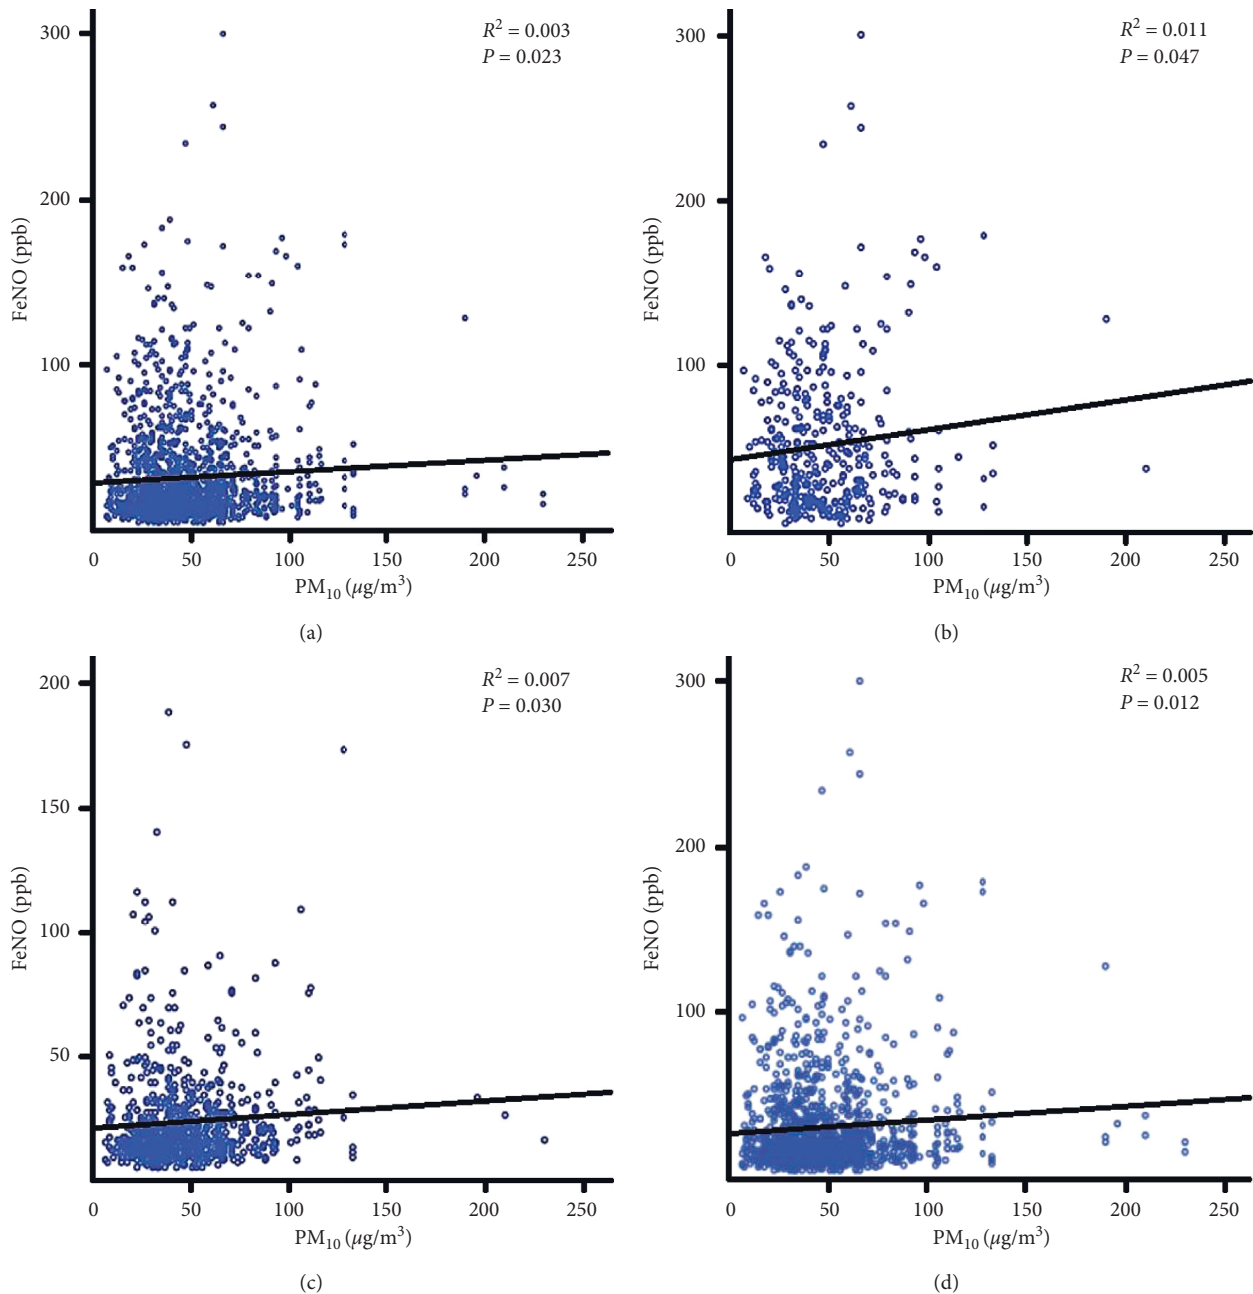 R² = 0.003
P = 0.023
300
200
100
FeNO (ppb)
0 50 100 150 200 250
PM₁₀ (μg/m³)
(a)
R² = 0.011
P = 0.047
300
200
100
FeNO (ppb)
0 50 100 150 200 250
PM₁₀ (μg/m³)
(b)
R² = 0.007
P = 0.030
200
150
100
50
FeNO (ppb)
0 50 100 150 200 250
PM₁₀ (μg/m³)
(c)
R² = 0.005
P = 0.012
300
200
100
FeNO (ppb)
0 50 100 150 200 250
PM₁₀ (μg/m³)
(d)